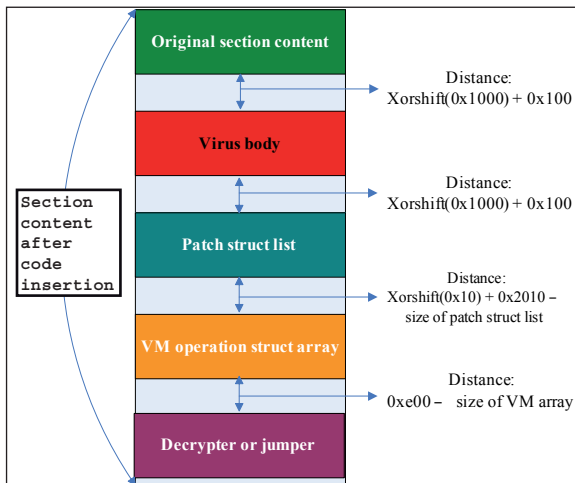 Original section content
Distance:
Xorshift(0x1000) + 0x100
Virus body
Distance:
Xorshift(0x1000) + 0x100
Section
content
after
code
insertion
Patch struct list
Distance:
Xorshift(0x10) + 0x2010 –
size of patch struct list
VM operation struct array
Distance:
0xe00 – size of VM array
Decrypter or jumper